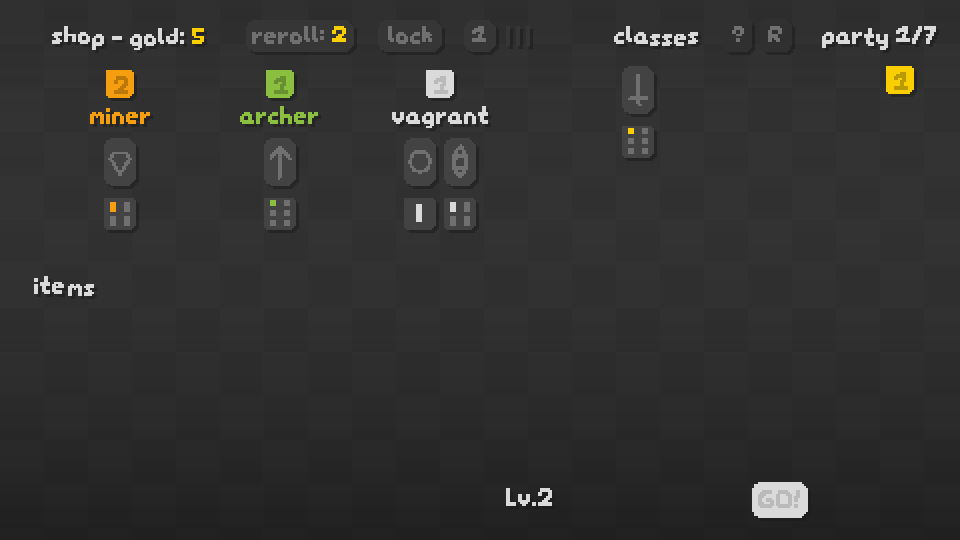 shop - gold: 5 reroll: 2 lock 1 classes ? R party 1/7
2 1 1 1
miner archer vagrant
items
Lv.2 GO!